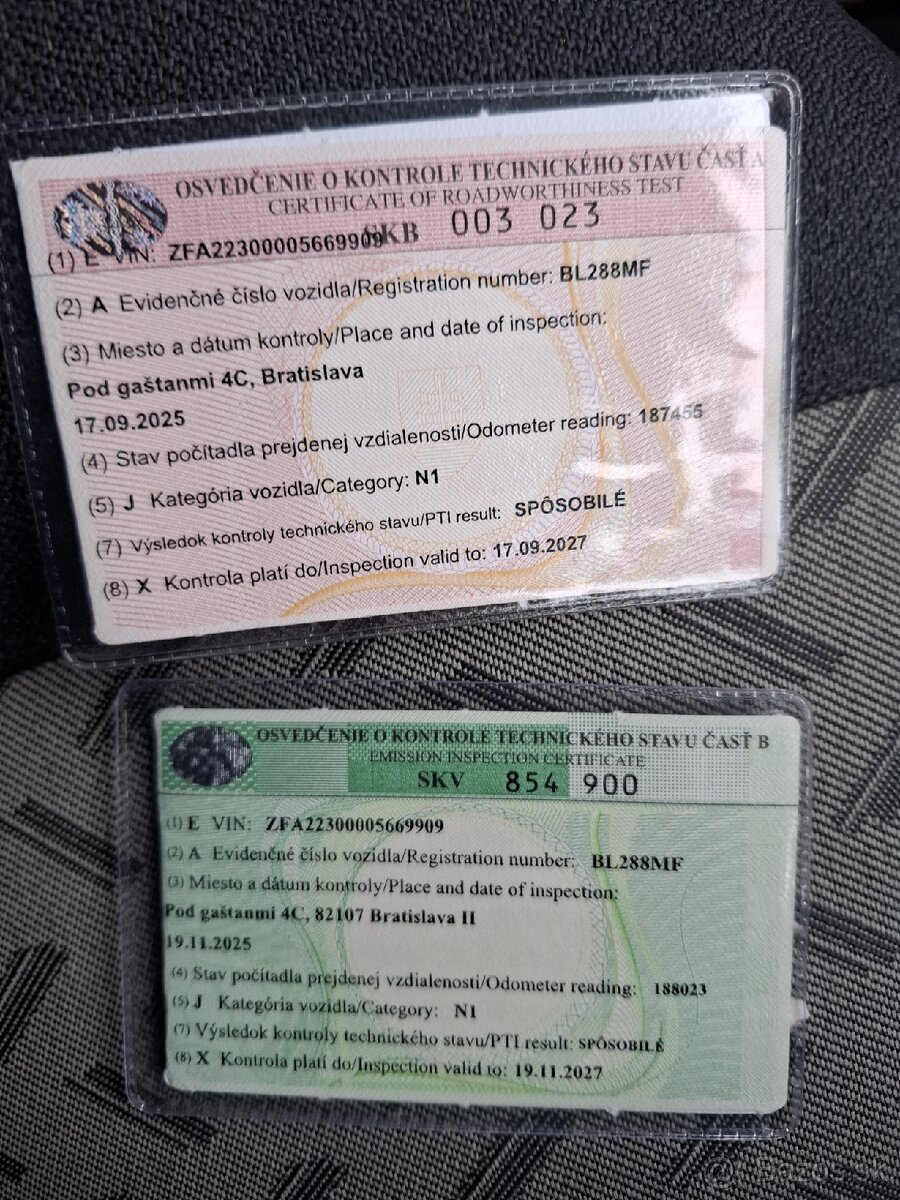 OSVEDČENIE O KONTROLE TECHNICKÉHO STAVU ČASŤ A
CERTIFICATE OF ROADWORTHINESS TEST
SKB 003 023
(1) E VIN: ZFA22300005669909
(2) A Evidenčné číslo vozidla/Registration number: BL288MF
(3) Miesto a dátum kontroly/Place and date of inspection:
Pod gaštanmi 4C, Bratislava
17.09.2025
(4) Stav počítadla prejdenej vzdialenosti/Odometer reading: 187455
(5) J Kategória vozidla/Category: N1
(7) Výsledok kontroly technického stavu/PTI result: SPÔSOBILÉ
(8) X Kontrola platí do/Inspection valid to: 17.09.2027
OSVEDČENIE O KONTROLE TECHNICKÉHO STAVU ČASŤ B
EMISSION INSPECTION CERTIFICATE
SKV 854 900
(1) E VIN: ZFA22300005669909
(2) A Evidenčné číslo vozidla/Registration number: BL288MF
(3) Miesto a dátum kontroly/Place and date of inspection:
Pod gaštanmi 4C, 82107 Bratislava II
19.11.2025
(4) Stav počítadla prejdenej vzdialenosti/Odometer reading: 188023
(5) J Kategória vozidla/Category: N1
(7) Výsledok kontroly technického stavu/PTI result: SPÔSOBILÉ
(8) X Kontrola platí do/Inspection valid to: 19.11.2027
Bazos.sk